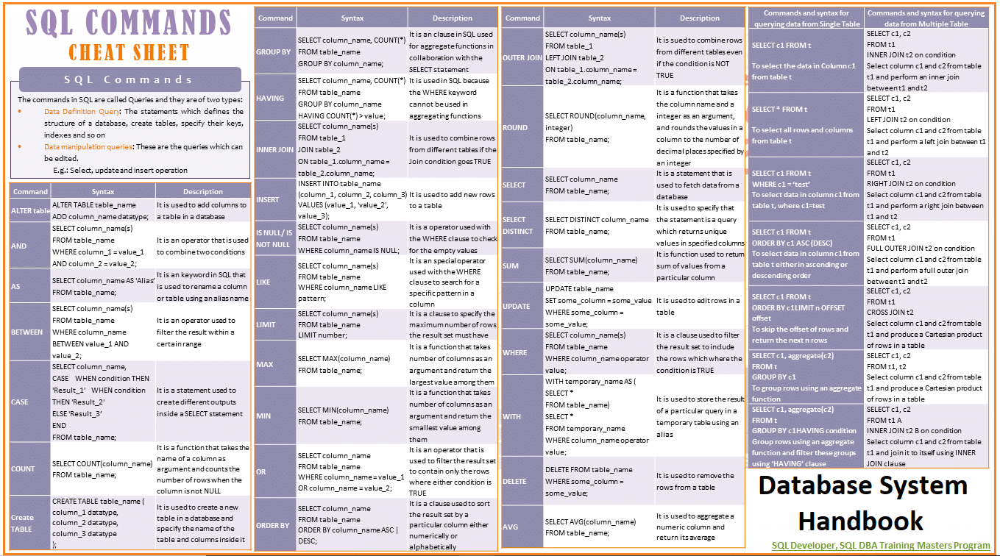 SQL COMMANDS
CHEAT SHEET
SQL Commands
The commands in SQL are called Queries and they are of two types:
• Data Definition Query: The statements which defines the
structure of a database, create tables, specify their keys,
indexes and so on
• Data manipulation queries: These are the queries which can
be edited.
E.g.: Select, update and insert operation
Command Syntax Description
ALTER table
ALTER TABLE table_name
ADD column_name datatype;
It is used to add columns to
a table in a database
AND
SELECT column_name(s)
FROM table_name
WHERE column_1 = value_1
AND column_2 = value_2;
It is an operator that is used
to combine two conditions
AS
SELECT column_name AS 'Alias'
FROM table_name;
It is an keyword in SQL that
is used to rename a column
or table using an alias name
BETWEEN
SELECT column_name(s)
FROM table_name
WHERE column_name
BETWEEN value_1 AND
value_2;
It is an operator used to
filter the result within a
certain range
CASE
SELECT column_name,
CASE WHEN condition THEN
'Result_1' WHEN condition
THEN 'Result_2'
ELSE 'Result_3'
END
FROM table_name;
It is a statement used to
create different outputs
inside a SELECT statement
COUNT
SELECT COUNT(column_name)
FROM table_name;
It is a function that takes the
name of a column as
argument and counts the
number of rows when the
column is not NULL
Create
TABLE
CREATE TABLE table_name (
column_1 datatype,
column_2 datatype,
column_3 datatype
);
It is used to create a new
table in a database and
specify the name of the
table and columns inside it
Command Syntax Description
GROUP BY
SELECT column_name, COUNT(*)
FROM table_name
GROUP BY column_name;
It is an clause in SQL used
for aggregate functions in
collaboration with the
SELECT statement
HAVING
SELECT column_name, COUNT(*)
FROM table_name
GROUP BY column_name
HAVING COUNT(*) > value;
It is used in SQL because
the WHERE keyword
cannot be used in
aggregating functions
INNER JOIN
SELECT column_name(s)
FROM table_1
JOIN table_2
ON table_1.column_name =
table_2.column_name;
It is used to combine rows
from different tables if the
Join condition goes TRUE
INSERT
INSERT INTO table_name
(column_1, column_2, column_3)
VALUES (value_1, 'value_2',
value_3);
It is used to add new rows
to a table
IS NULL/ IS
NOT NULL
SELECT column_name(s)
FROM table_name
WHERE column_name IS NULL;
It is a operator used with
the WHERE clause to check
for the empty values
LIKE
SELECT column_name(s)
FROM table_name
WHERE column_name LIKE
pattern;
It is an special operator
used with the WHERE
clause to search for a
specific pattern in a
column
LIMIT
SELECT column_name(s)
FROM table_name
LIMIT number;
It is a clause to specify the
maximum number of rows
the result set must have
MAX
SELECT MAX(column_name)
FROM table_name;
It is a function that takes
number of columns as an
argument and return the
largest value among them
MIN
SELECT MIN(column_name)
FROM table_name;
It is a function that takes
number of columns as an
argument and return the
smallest value among
them
OR
SELECT column_name
FROM table_name
WHERE column_name = value_1
OR column_name = value_2;
It is an operator that is
used to filter the result set
to contain only the rows
where either condition is
TRUE
ORDER BY
SELECT column_name
FROM table_name
ORDER BY column_name ASC |
DESC;
It is a clause used to sort
the result set by a
particular column either
numerically or
alphabetically
Command Syntax Description
OUTER JOIN
SELECT column_name(s)
FROM table_1
LEFT JOIN table_2
ON table_1.column_name =
table_2.column_name;
It is sued to combine rows
from different tables even
if the condition is NOT
TRUE
ROUND
SELECT ROUND(column_name,
integer)
FROM table_name;
It is a function that takes
the column name and a
integer as an argument,
and rounds the values in a
column to the number of
decimal places specified by
an integer
SELECT
SELECT column_name
FROM table_name;
It is a statement that is
used to fetch data from a
database
SELECT
DISTINCT
SELECT DISTINCT column_name
FROM table_name;
It is used to specify that
the statement is a query
which returns unique
values in specified columns
SUM
SELECT SUM(column_name)
FROM table_name;
It is function used to return
sum of values from a
particular column
UPDATE
UPDATE table_name
SET some_column = some_value
WHERE some_column =
some_value;
It is used to edit rows in a
table
WHERE
SELECT column_name(s)
FROM table_name
WHERE column_name operator
value;
It is a clause used to filter
the result set to include
the rows which where the
condition is TRUE
WITH
WITH temporary_name AS (
SELECT *
FROM table_name)
SELECT *
FROM temporary_name
WHERE column_name operator
value;
It is used to store the result
of a particular query in a
temporary table using an
alias
DELETE
DELETE FROM table_name
WHERE some_column =
some_value;
It is used to remove the
rows from a table
AVG
SELECT AVG(column_name)
FROM table_name;
It is used to aggregate a
numeric column and
return its average
Commands and syntax for
querying data from Single Table
Commands and syntax for querying
data from Multiple Table
SELECT c1 FROM t
To select the data in Column c1
from table t
SELECT c1, c2
FROM t1
INNER JOIN t2 on condition
Select column c1 and c2 from table
t1 and perform an inner join
between t1 and t2
SELECT * FROM t
To select all rows and columns
from table t
SELECT c1, c2
FROM t1
LEFT JOIN t2 on condition
Select column c1 and c2 from table
t1 and perform a left join between t1
and t2
SELECT c1 FROM t
WHERE c1 = 'test'
To select data in column c1 from
table t, where c1=test
SELECT c1, c2
FROM t1
RIGHT JOIN t2 on condition
Select column c1 and c2 from table
t1 and perform a right join between
t1 and t2
SELECT c1 FROM t
ORDER BY c1 ASC (DESC)
To select data in column c1 from
table t either in ascending or
descending order
SELECT c1, c2
FROM t1
FULL OUTER JOIN t2 on condition
Select column c1 and c2 from table
t1 and perform a full outer join
between t1 and t2
SELECT c1 FROM t
ORDER BY c1LIMIT n OFFSET
offset
To skip the offset of rows and
return the next n rows
SELECT c1, c2
FROM t1
CROSS JOIN t2
Select column c1 and c2 from table
t1 and produce a Cartesian product
of rows in a table
SELECT c1, aggregate(c2)
FROM t
GROUP BY c1
To group rows using an aggregate
function
SELECT c1, c2
FROM t1, t2
Select column c1 and c2 from table
t1 and produce a Cartesian product
of rows in a table
SELECT c1, aggregate(c2)
FROM t
GROUP BY c1HAVING condition
Group rows using an aggregate
function and filter these groups
using 'HAVING' clause
SELECT c1, c2
FROM t1 A
INNER JOIN t2 B on condition
Select column c1 and c2 from table
t1 and join it to itself using INNER
JOIN clause
Database System
Handbook
SQL Developer, SQL DBA Training Masters Program